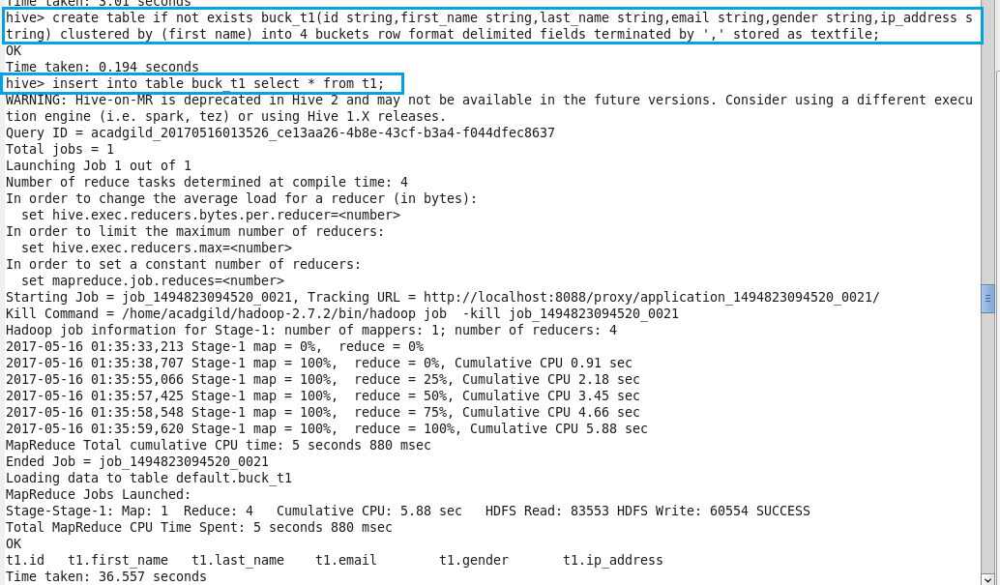 Time taken: 3.01 seconds
hive> create table if not exists buck_t1(id string,first_name string,last_name string,email string,gender string,ip_address s
tring) clustered by (first name) into 4 buckets row format delimited fields terminated by ',' stored as textfile;
OK
Time taken: 0.194 seconds
hive> insert into table buck_t1 select * from t1;
WARNING: Hive-on-MR is deprecated in Hive 2 and may not be available in the future versions. Consider using a different execu
tion engine (i.e. spark, tez) or using Hive 1.X releases.
Query ID = acadgild_20170516013526_ce13aa26-4b8e-43cf-b3a4-f044dfec8637
Total jobs = 1
Launching Job 1 out of 1
Number of reduce tasks determined at compile time: 4
In order to change the average load for a reducer (in bytes):
  set hive.exec.reducers.bytes.per.reducer=<number>
In order to limit the maximum number of reducers:
  set hive.exec.reducers.max=<number>
In order to set a constant number of reducers:
  set mapreduce.job.reduces=<number>
Starting Job = job_1494823094520_0021, Tracking URL = http://localhost:8088/proxy/application_1494823094520_0021/
Kill Command = /home/acadgild/hadoop-2.7.2/bin/hadoop job  -kill job_1494823094520_0021
Hadoop job information for Stage-1: number of mappers: 1; number of reducers: 4
2017-05-16 01:35:33,213 Stage-1 map = 0%,  reduce = 0%
2017-05-16 01:35:38,707 Stage-1 map = 100%,  reduce = 0%, Cumulative CPU 0.91 sec
2017-05-16 01:35:55,066 Stage-1 map = 100%,  reduce = 25%, Cumulative CPU 2.18 sec
2017-05-16 01:35:57,425 Stage-1 map = 100%,  reduce = 50%, Cumulative CPU 3.45 sec
2017-05-16 01:35:58,548 Stage-1 map = 100%,  reduce = 75%, Cumulative CPU 4.66 sec
2017-05-16 01:35:59,620 Stage-1 map = 100%,  reduce = 100%, Cumulative CPU 5.88 sec
MapReduce Total cumulative CPU time: 5 seconds 880 msec
Ended Job = job_1494823094520_0021
Loading data to table default.buck_t1
MapReduce Jobs Launched:
Stage-Stage-1: Map: 1  Reduce: 4   Cumulative CPU: 5.88 sec   HDFS Read: 83553 HDFS Write: 60554 SUCCESS
Total MapReduce CPU Time Spent: 5 seconds 880 msec
OK
t1.id   t1.first_name   t1.last_name    t1.email        t1.gender       t1.ip_address
Time taken: 36.557 seconds